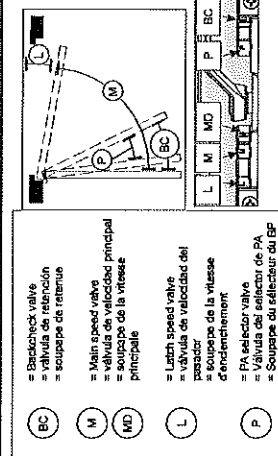 BC
= Backcheck valve
= válvula de retención
= soupape de retenue
M
MD
= Main speed valve
= válvula de velocidad principal
= soupape de la vitesse
principale
L
= Latch speed valve
= válvula de velocidad del
pasador
= soupape de la vitesse
d'enclenchement
P
= PA selector valve
= Válvula del selector de PA
= Soupape du sélecteur du BP
L
M
P
BC
L
M
MD
P
BC